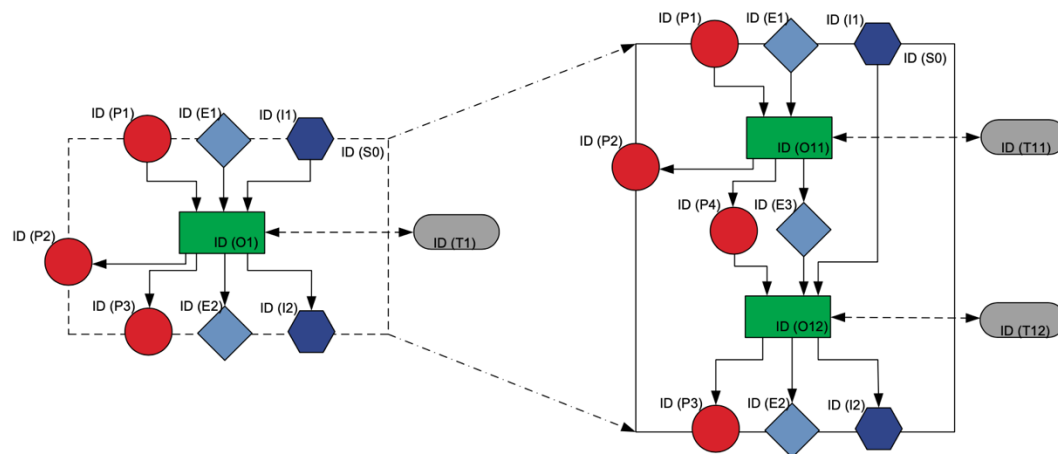 ID (P1)
ID (E1)
ID (I1)
ID (S0)
ID (P2)
ID (O1)
ID (T1)
ID (P3)
ID (E2)
ID (I2)
ID (P1)
ID (E1)
ID (I1)
ID (S0)
ID (P2)
ID (O11)
ID (T11)
ID (P4)
ID (E3)
ID (O12)
ID (T12)
ID (P3)
ID (E2)
ID (I2)